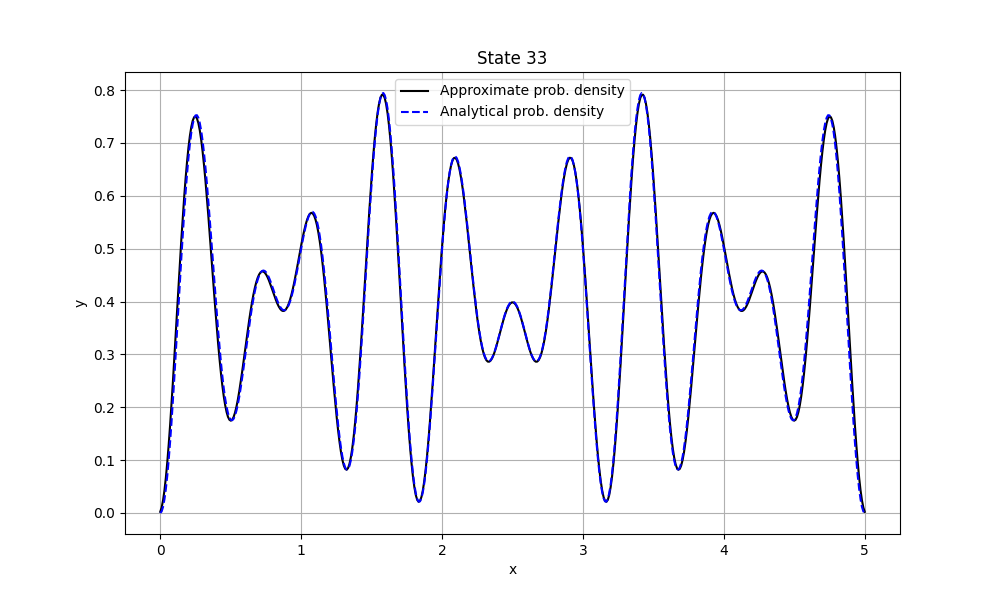 State 33
Approximate prob. density
Analytical prob. density
y
0.8
0.7
0.6
0.5
0.4
0.3
0.2
0.1
0.0
0 1 2 3 4 5
x